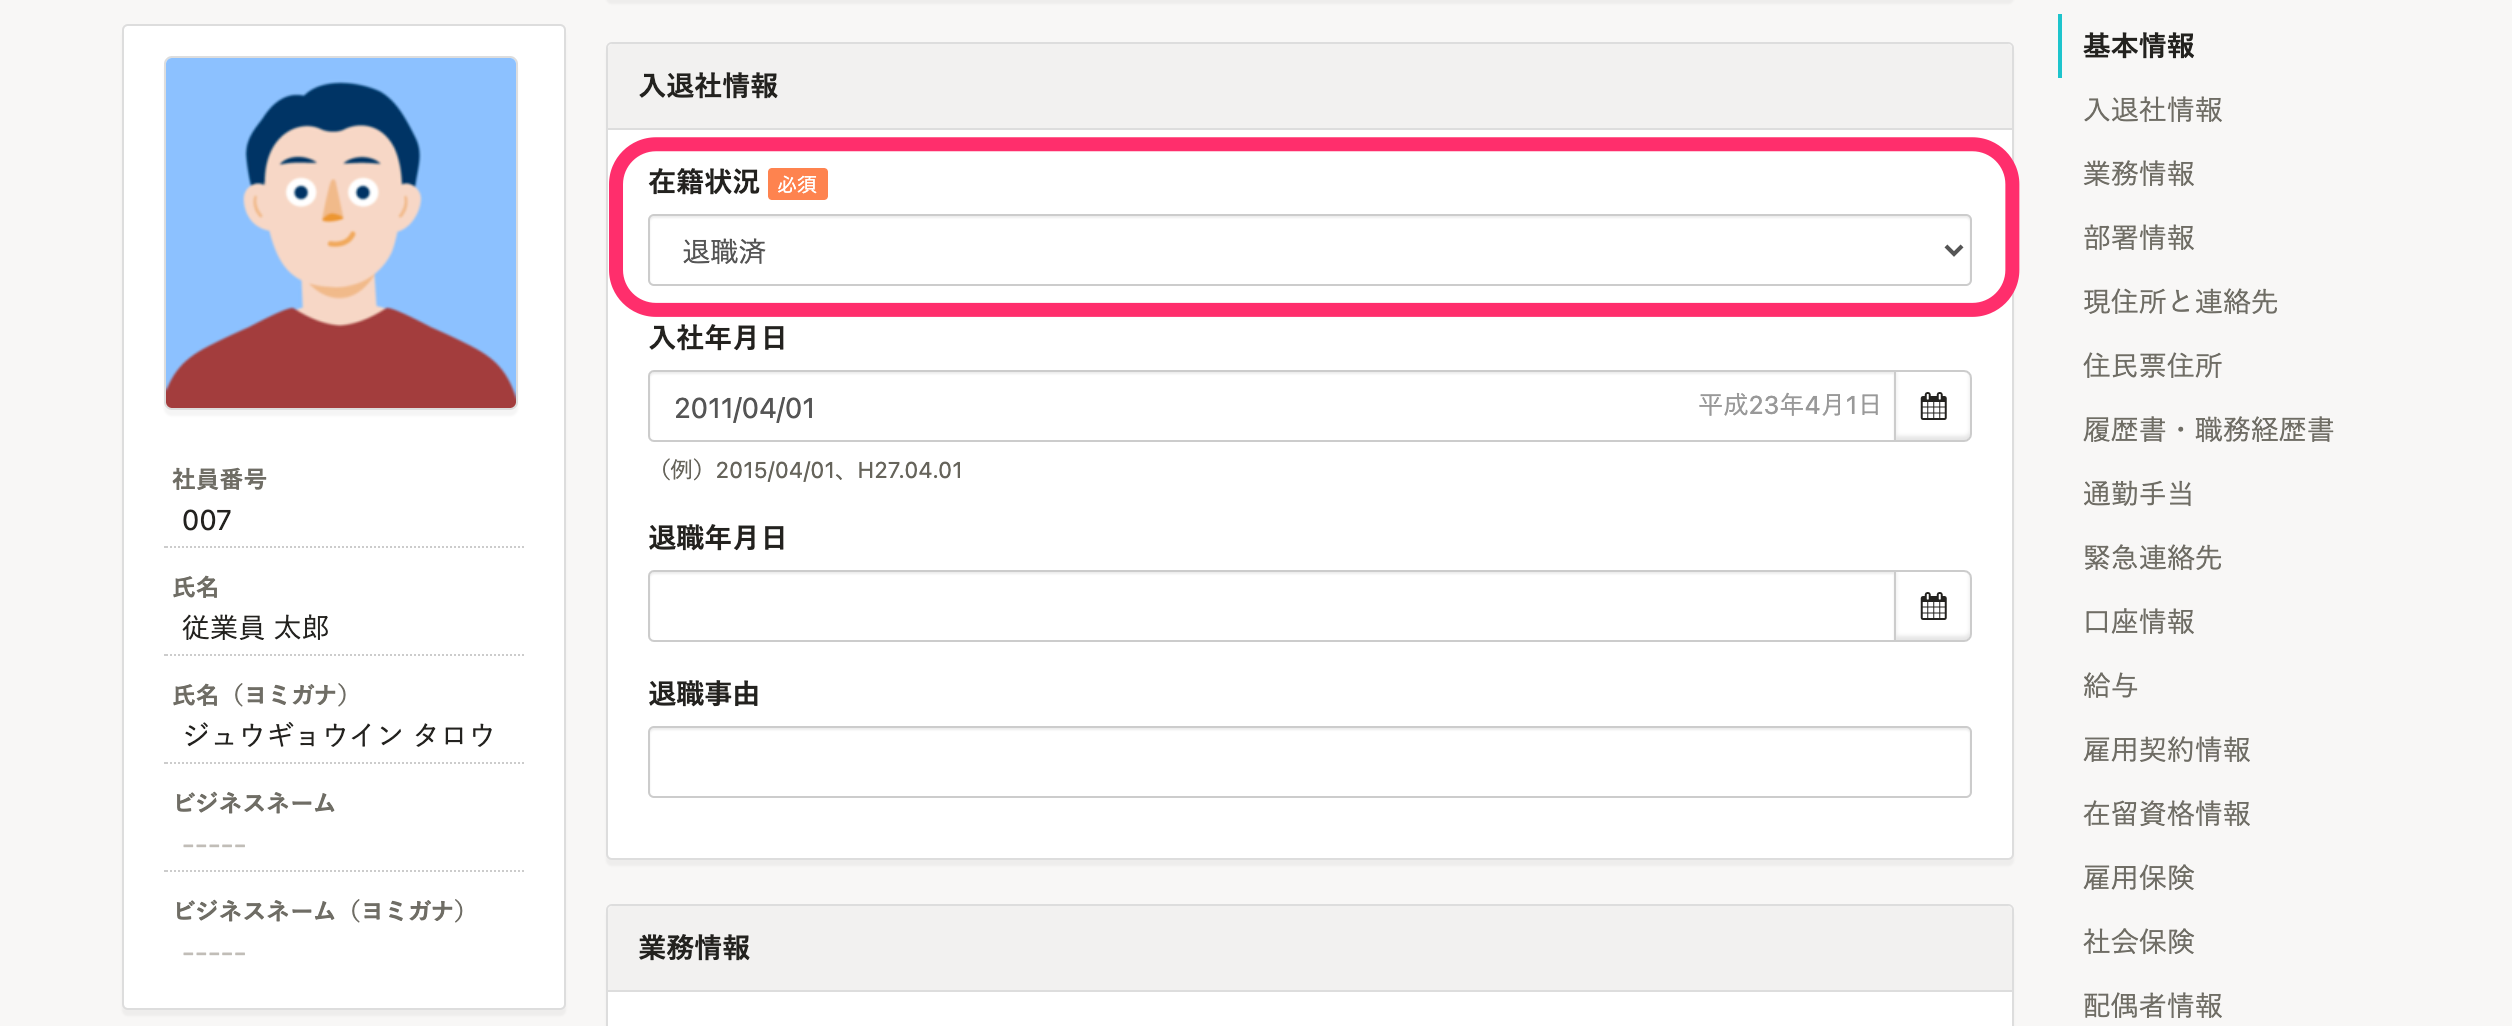 社員番号
007
氏名
従業員 太郎
氏名（ヨミガナ）
ジュウギョウイン タロウ
ビジネスネーム
-----
ビジネスネーム（ヨミガナ）
-----
入退社情報
在籍状況 必須
退職済
入社年月日
2011/04/01 平成23年4月1日
（例）2015/04/01、H27.04.01
退職年月日
退職事由
業務情報
基本情報
入退社情報
業務情報
部署情報
現住所と連絡先
住民票住所
履歴書・職務経歴書
通勤手当
緊急連絡先
口座情報
給与
雇用契約情報
在留資格情報
雇用保険
社会保険
配偶者情報